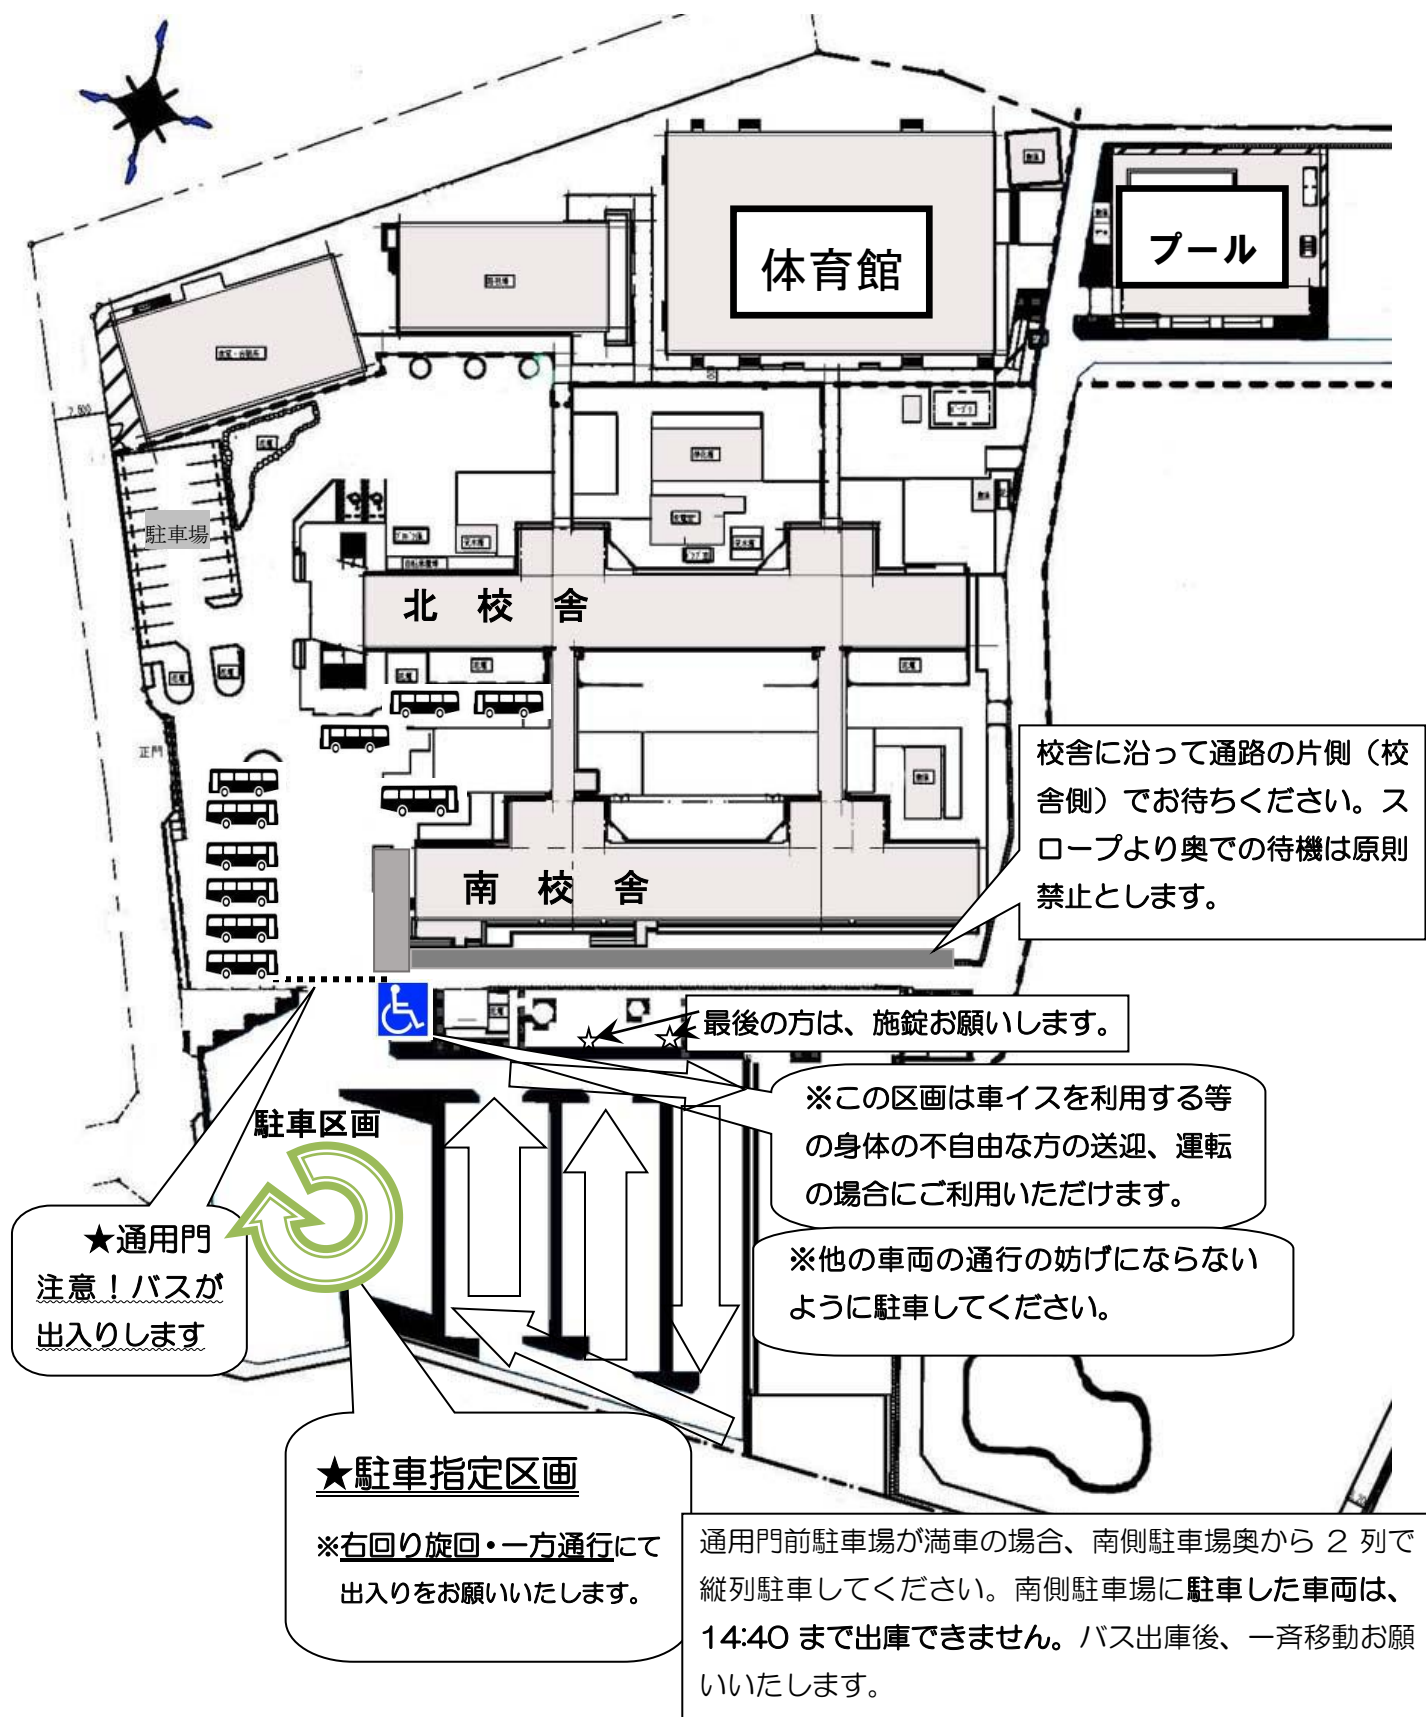 体育館
プール
7,500
駐車場
北 校 舎
正門
南 校 舎
校舎に沿って通路の片側（校
舎側）でお待ちください。ス
ロープより奥での待機は原則
禁止とします。
最後の方は、施錠お願いします。
※この区画は車イスを利用する等
の身体の不自由な方の送迎、運転
の場合にご利用いただけます。
駐車区画
★通用門
注意！バスが
出入りします
※他の車両の通行の妨げにならない
ように駐車してください。
★駐車指定区画
※右回り旋回・一方通行にて
出入りをお願いいたします。
通用門前駐車場が満車の場合、南側駐車場奥から 2 列で
縦列駐車してください。南側駐車場に駐車した車両は、
14:40 まで出庫できません。バス出庫後、一斉移動お願
いいたします。